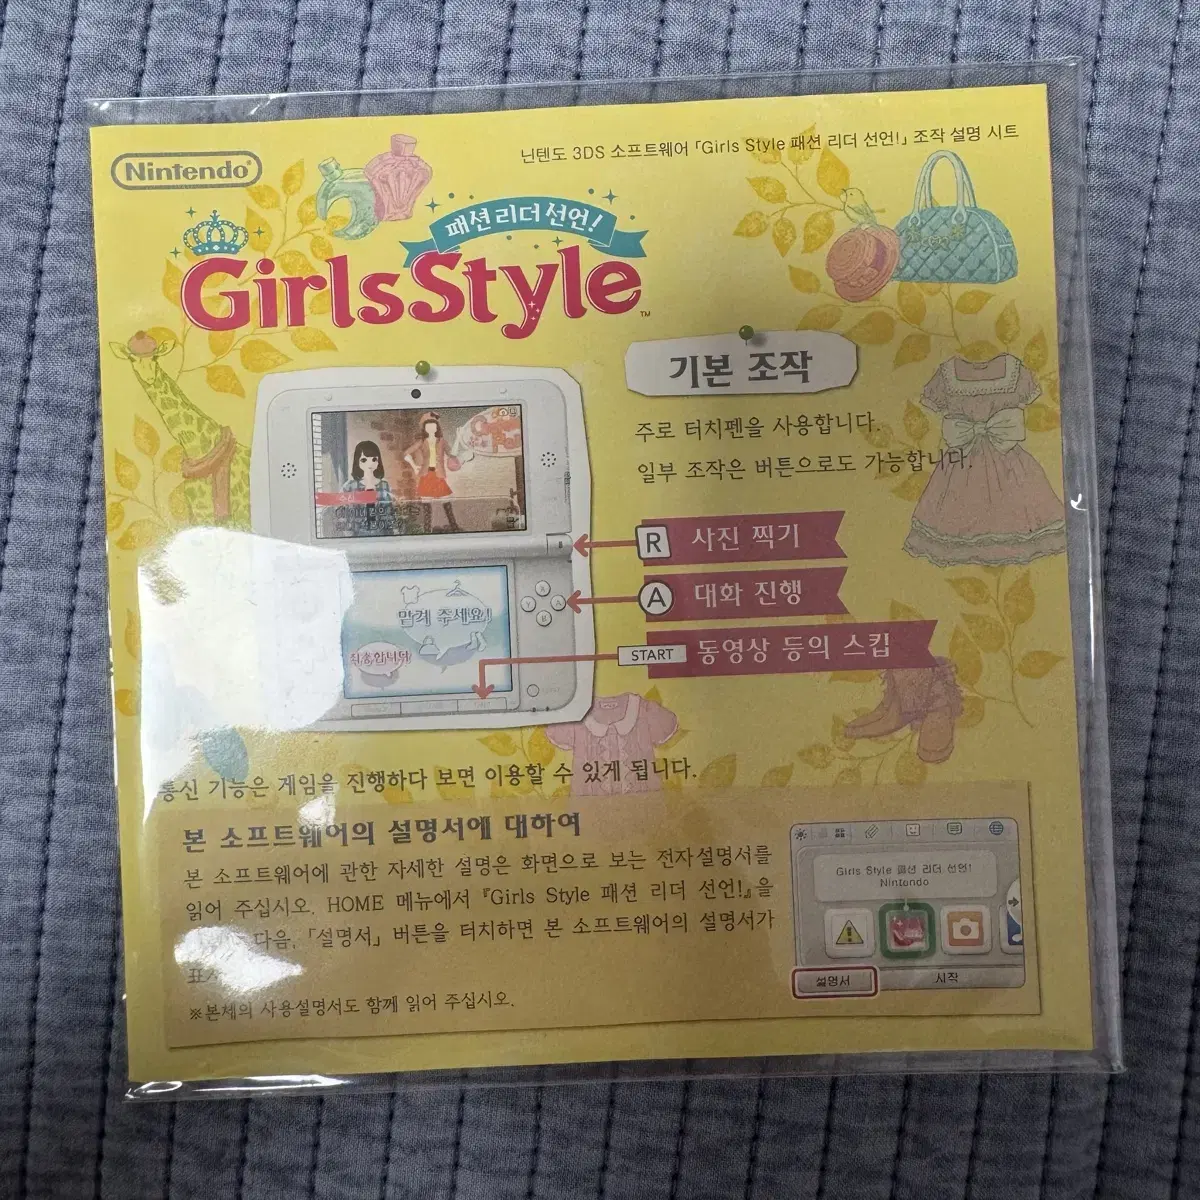 닌텐도 3DS 소프트웨어 「Girls Style 패션 리더 선언!」 조작 설명 시트
Nintendo®
패션 리더 선언!
GirlsStyle™
기본 조작
주로 터치펜을 사용합니다.
일부 조작은 버튼으로도 가능합니다.
R 사진 찍기
A 대화 진행
START 동영상 등의 스킵
맡겨 주세요!
죄송합니다
통신 기능은 게임을 진행하다 보면 이용할 수 있게 됩니다.
본 소프트웨어의 설명서에 대하여
본 소프트웨어에 관한 자세한 설명은 화면으로 보는 전자설명서를
읽어 주십시오. HOME 메뉴에서 『Girls Style 패션 리더 선언!』을
다음, 「설명서」 버튼을 터치하면 본 소프트웨어의 설명서가
※본체의 사용설명서도 함께 읽어 주십시오.
Girls Style 패션 리더 선언!
Nintendo
설명서
시작